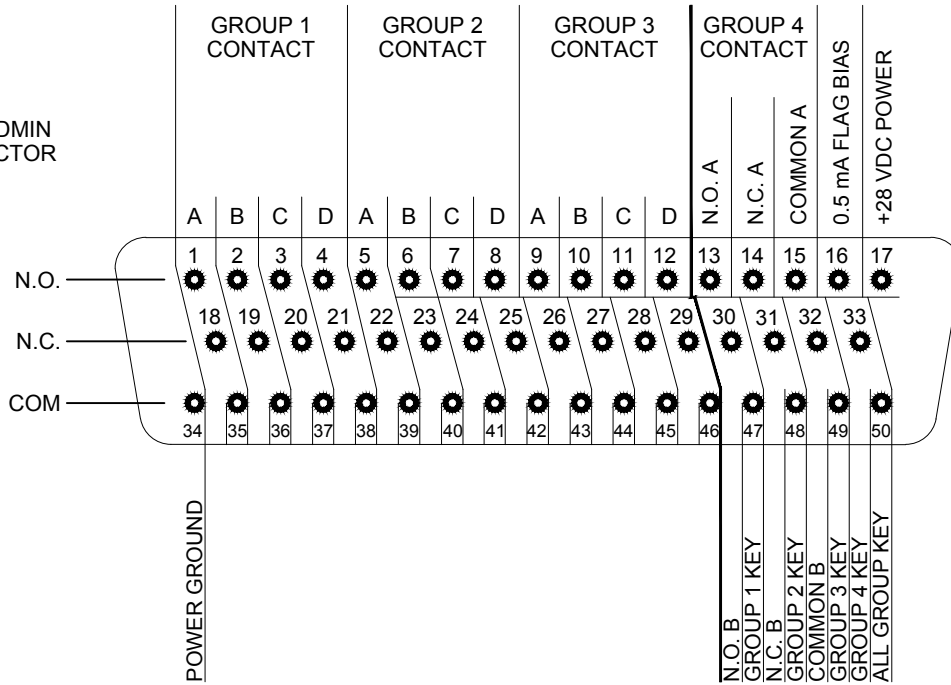 GROUP 1
CONTACT
GROUP 2
CONTACT
GROUP 3
CONTACT
GROUP 4
CONTACT
DMIN
CTOR
N.O. A
N.C. A
COMMON A
0.5 mA FLAG BIAS
+28 VDC POWER
A B C D A B C D A B C D
1 2 3 4 5 6 7 8 9 10 11 12 13 14 15 16 17
N.O.
18 19 20 21 22 23 24 25 26 27 28 29 30 31 32 33
N.C.
COM
34 35 36 37 38 39 40 41 42 43 44 45 46 47 48 49 50
POWER GROUND
N.O. B
GROUP 1 KEY
N.C. B
GROUP 2 KEY
COMMON B
GROUP 3 KEY
GROUP 4 KEY
ALL GROUP KEY